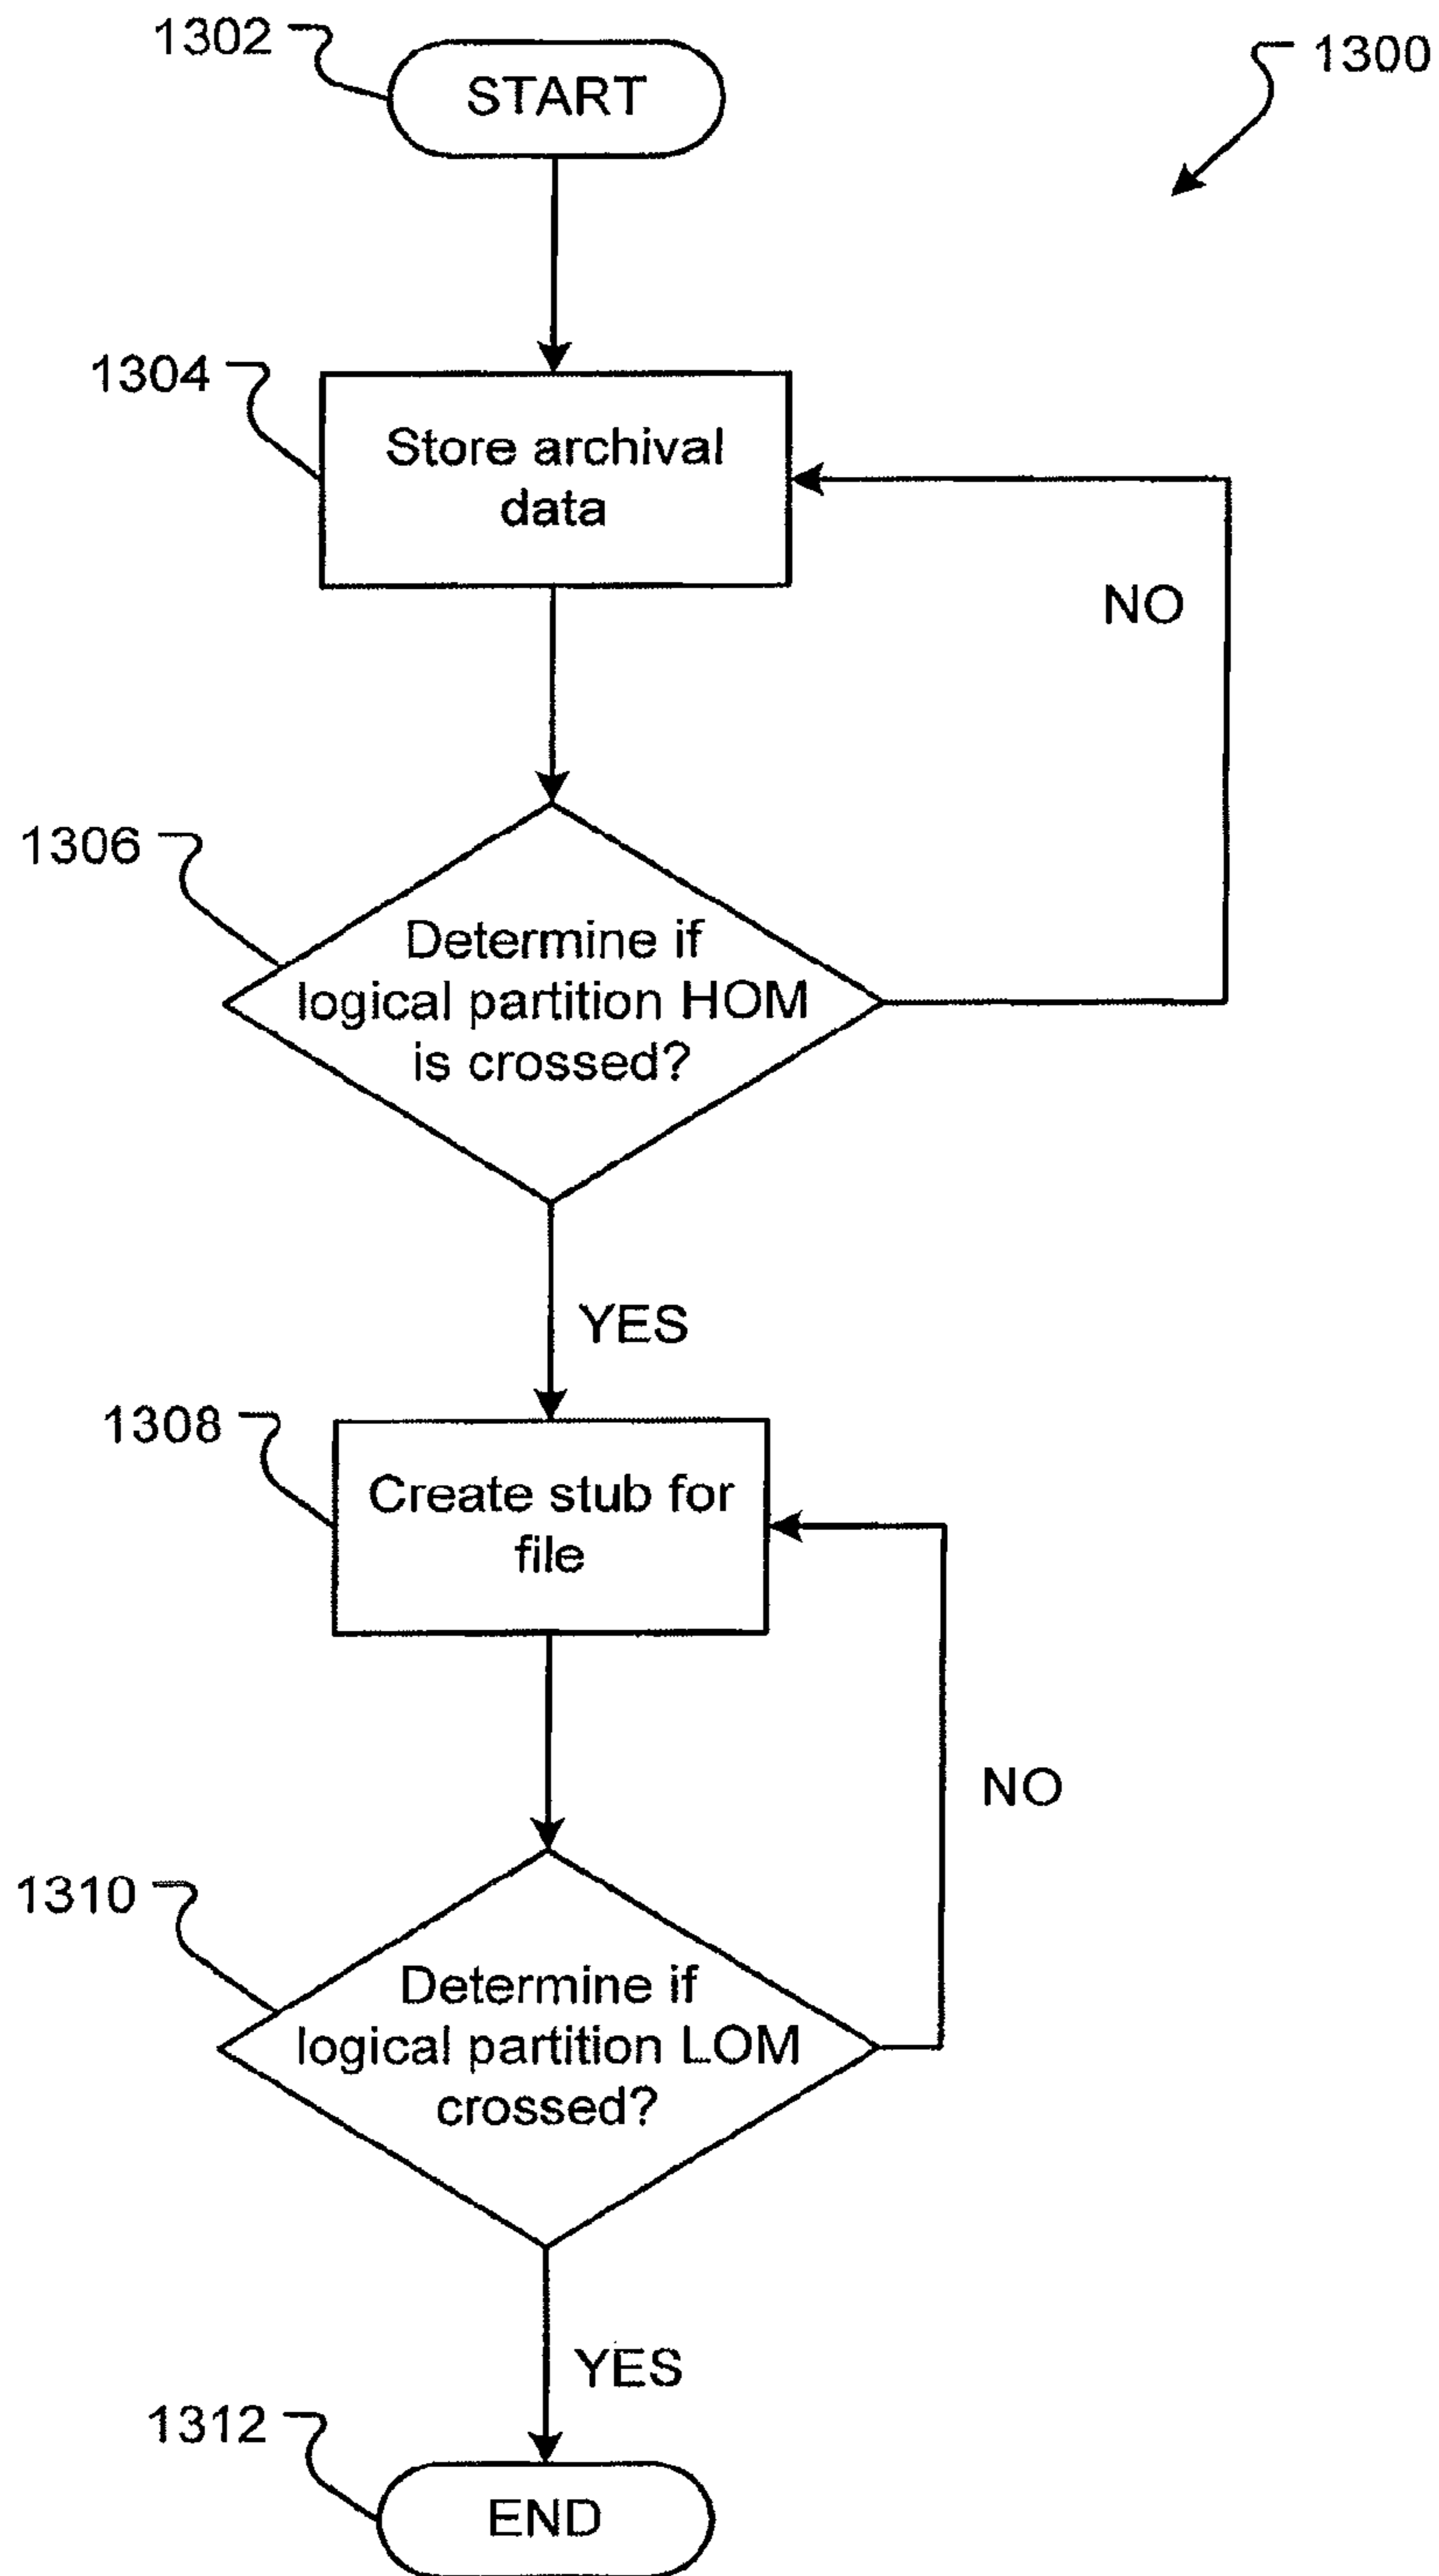 1302
START
1300
1304
Store archival
data
NO
1306
Determine if
logical partition HOM
is crossed?
YES
1308
Create stub for
file
NO
1310
Determine if
logical partition LOM
crossed?
YES
1312
END